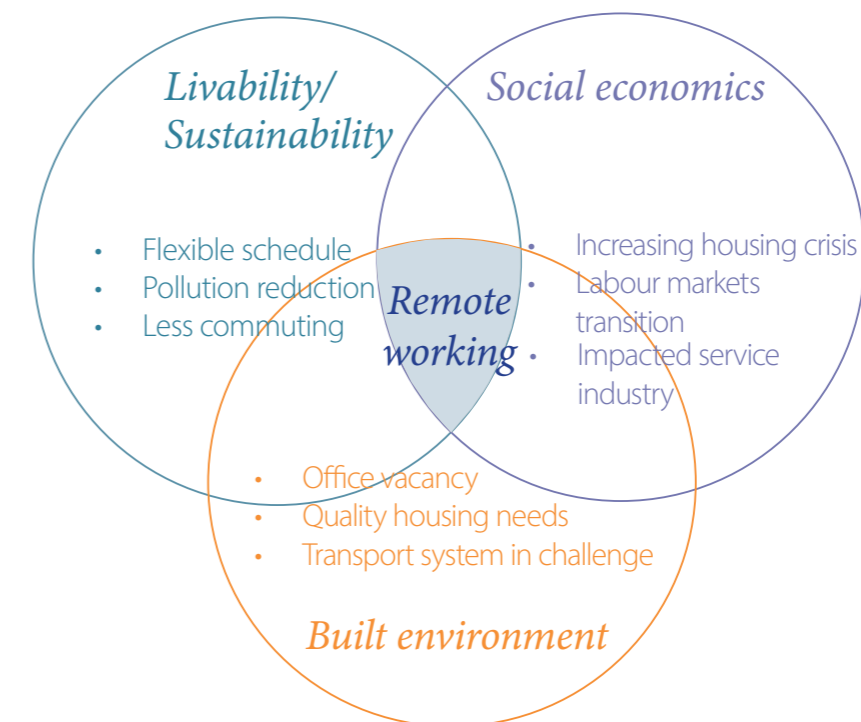 Livability/
Sustainability
• Flexible schedule
• Pollution reduction
• Less commuting
Social economics
• Increasing housing crisis
• Labour markets
transition
• Impacted service
industry
Remote
working
• Office vacancy
• Quality housing needs
• Transport system in challenge
Built environment